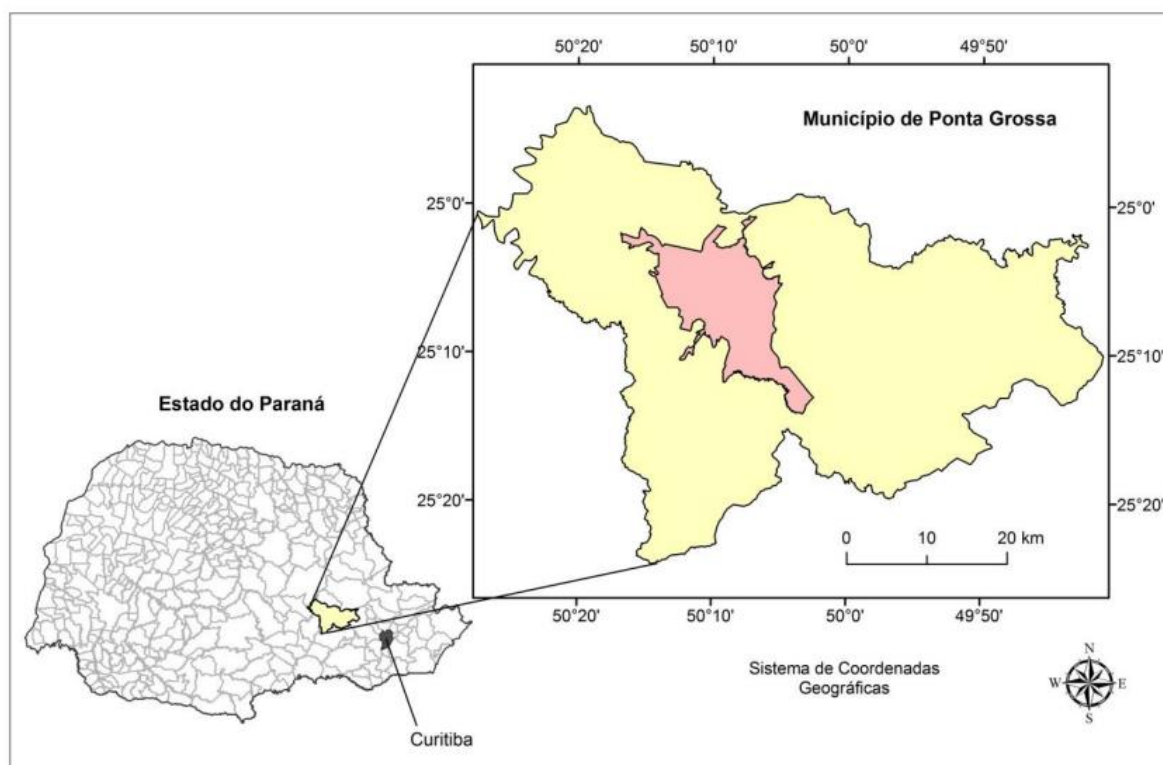 50°20' 50°10' 50°0' 49°50'
Município de Ponta Grossa
25°0' 25°0'
25°10' 25°10'
Estado do Paraná
25°20' 25°20'
0 10 20 km
50°20' 50°10' 50°0' 49°50'
Sistema de Coordenadas
Geográficas
N
W E
S
Curitiba